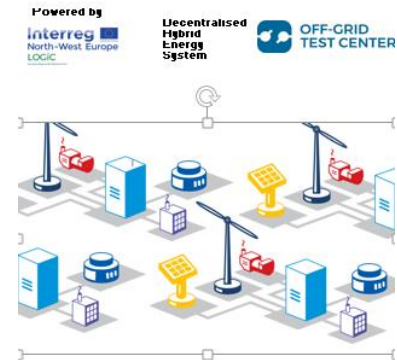 Powered by
Interreg
North-West Europe
LOGiC
Decentralised
Hybrid
Energy
System
OFF-GRID
TEST CENTER